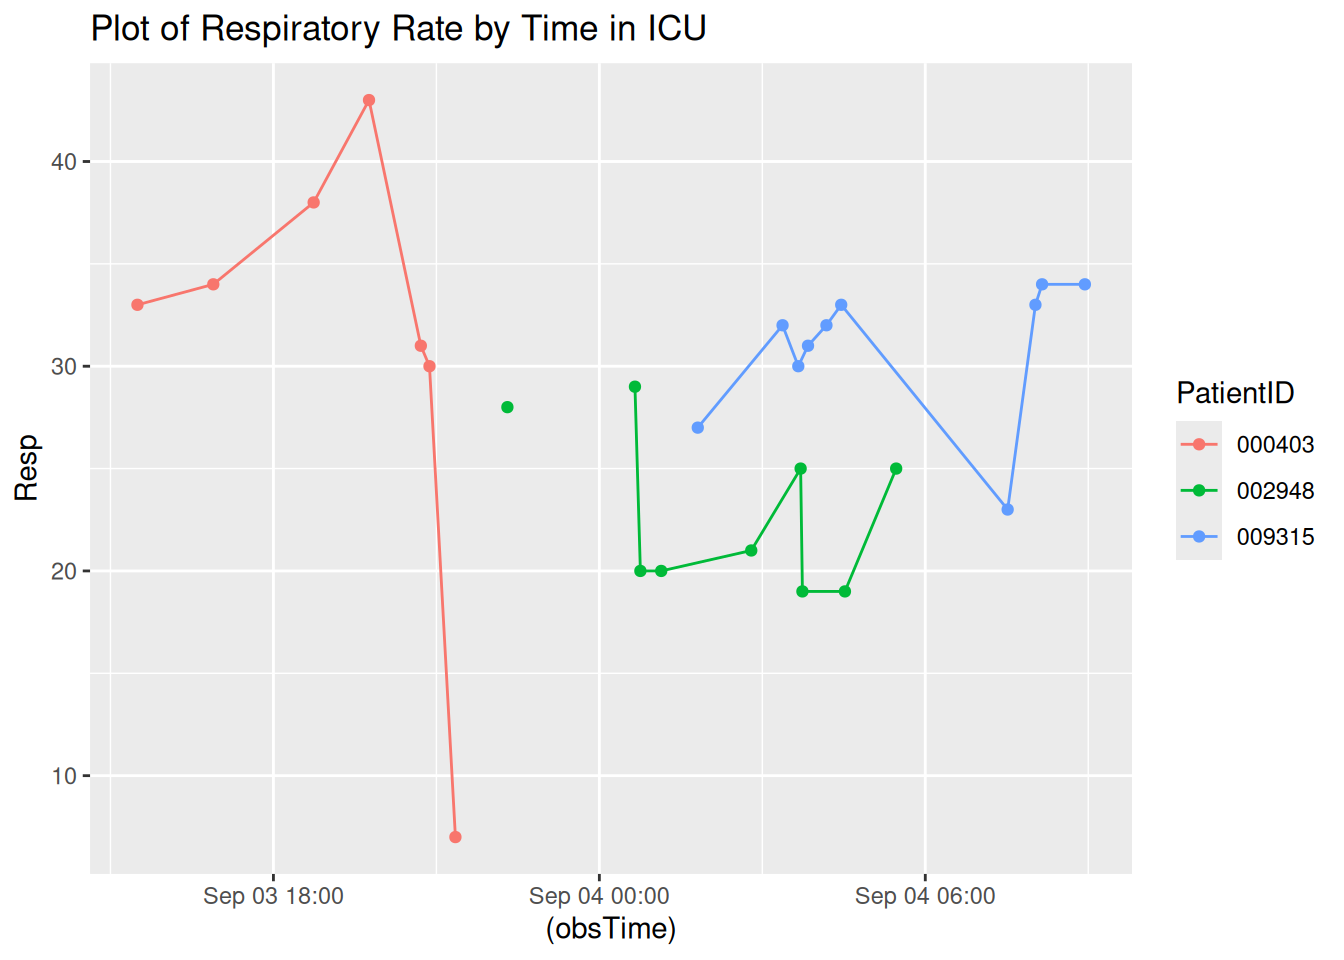 Plot of Respiratory Rate by Time in ICU
40
30
20
10
Resp
Sep 03 18:00
Sep 04 00:00
Sep 04 06:00
(obsTime)
PatientID
000403
002948
009315